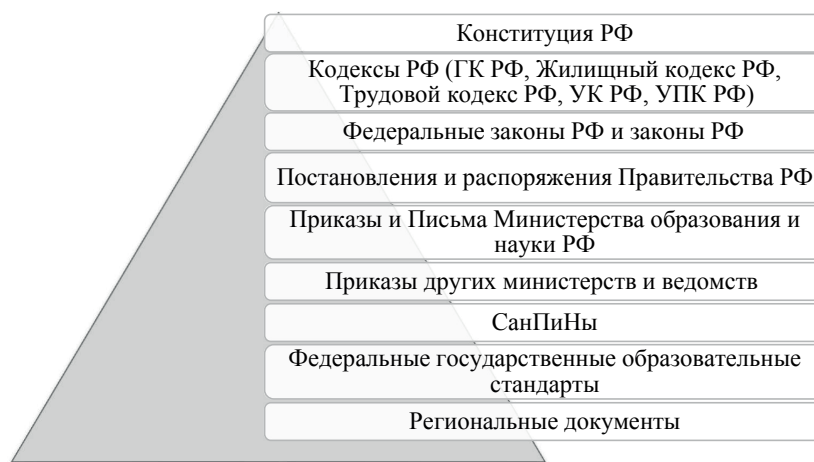 Конституция РФ
Кодексы РФ (ГК РФ, Жилищный кодекс РФ,
Трудовой кодекс РФ, УК РФ, УПК РФ)
Федеральные законы РФ и законы РФ
Постановления и распоряжения Правительства РФ
Приказы и Письма Министерства образования и
науки РФ
Приказы других министерств и ведомств
СанПиНы
Федеральные государственные образовательные
стандарты
Региональные документы